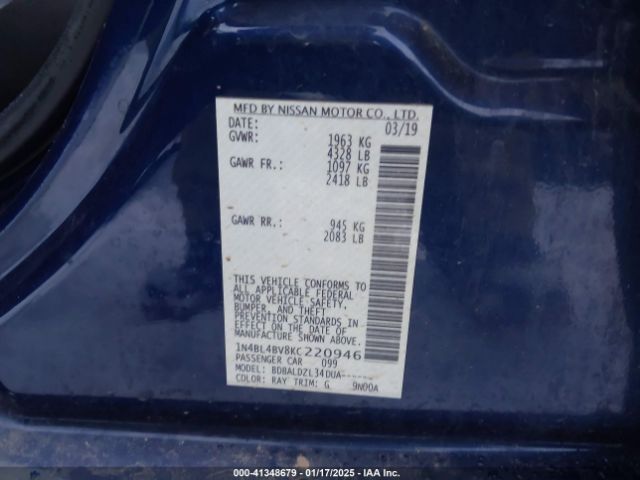 MFD BY NISSAN MOTOR CO., LTD.
DATE: 03/19
GVWR: 1963 KG
4328 LB
GAWR FR.: 1097 KG
2418 LB
GAWR RR.: 945 KG
2083 LB
THIS VEHICLE CONFORMS TO
ALL APPLICABLE FEDERAL
MOTOR VEHICLE SAFETY,
BUMPER, AND THEFT
PREVENTION STANDARDS IN
EFFECT ON THE DATE OF
MANUFACTURE SHOWN ABOVE.
1N4BL4BV8KC220946
PASSENGER CAR 099
MODEL: BDBALDZL34DUA------
COLOR: RAY TRIM: G 9N00A
000-41348679 — 01/17/2025 — IAA Inc.